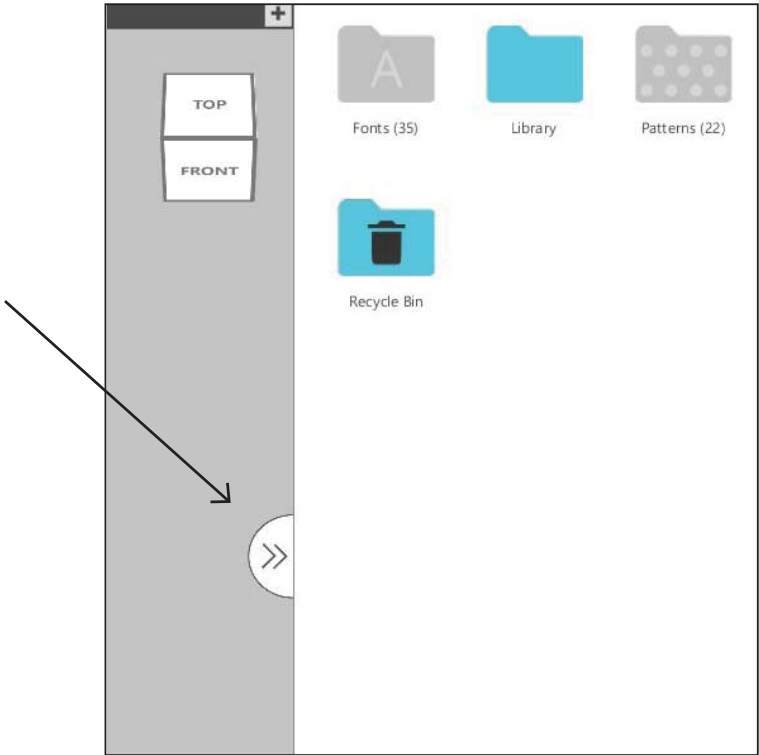 +
TOP
FRONT
A
Fonts (35)
Library
Patterns (22)
Recycle Bin